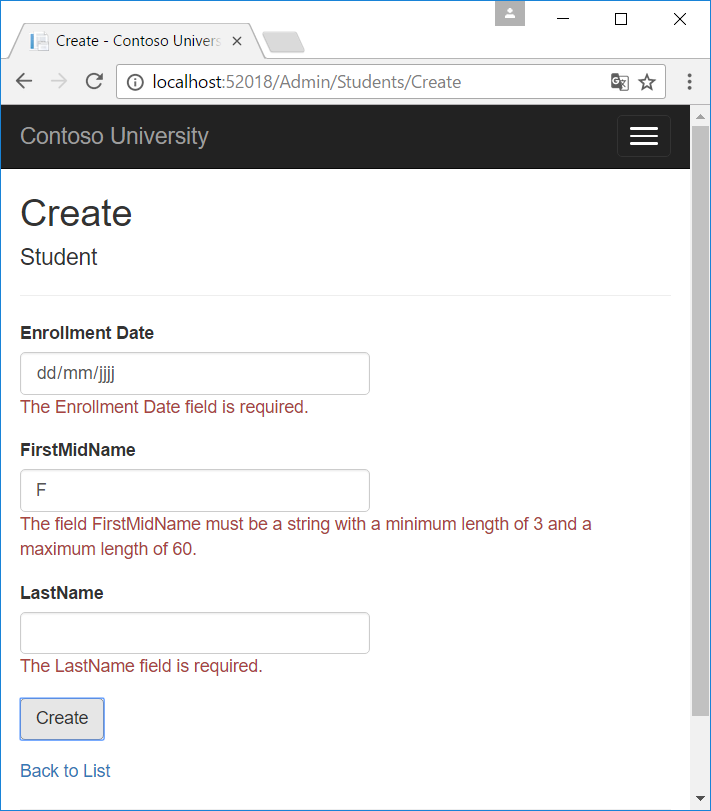 Create - Contoso Univers
localhost:52018/Admin/Students/Create
Contoso University
Create
Student
Enrollment Date
dd/mm/jjjj
The Enrollment Date field is required.
FirstMidName
F
The field FirstMidName must be a string with a minimum length of 3 and a
maximum length of 60.
LastName
The LastName field is required.
Create
Back to List